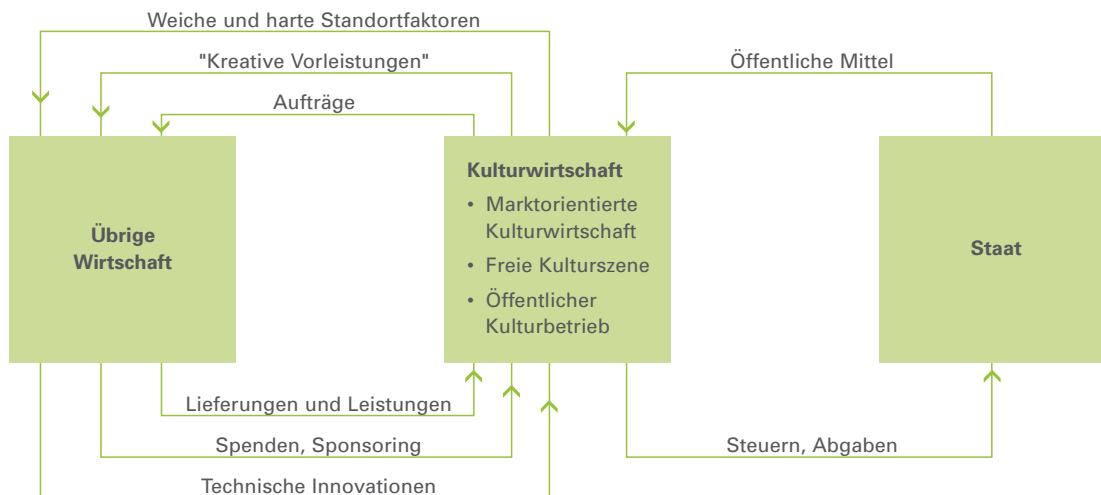 Weiche und harte Standortfaktoren
"Kreative Vorleistungen"
Öffentliche Mittel
Aufträge
Übrige
Wirtschaft
Kulturwirtschaft
• Marktorientierte
Kulturwirtschaft
• Freie Kulturszene
• Öffentlicher
Kulturbetrieb
Staat
Lieferungen und Leistungen
Spenden, Sponsoring
Steuern, Abgaben
Technische Innovationen